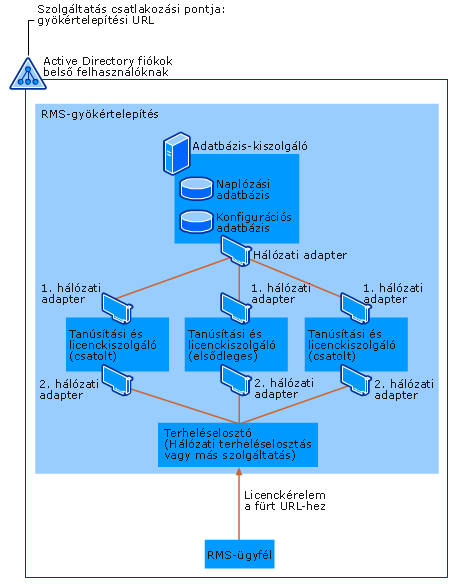 Szolgáltatás csatlakozási pontja:
gyökértelepítési URL
Active Directory fiókok
belső felhasználóknak
RMS-gyökértelepítés
Adatbázis-kiszolgáló
Naplózási
adatbázis
Konfigurációs
adatbázis
Hálózati adapter
1. hálózati
adapter
1. hálózati
adapter
1. hálózati
adapter
Tanúsítási és
licenckiszolgáló
(csatolt)
Tanúsítási és
licenckiszolgáló
(elsődleges)
Tanúsítási és
licenckiszolgáló
(csatolt)
2. hálózati
adapter
2. hálózati
adapter
2. hálózati
adapter
Terheléselosztó
(Hálózati terheléselosztás
vagy más szolgáltatás)
Licenckérelem
a fürt URL-hez
RMS-ügyfél